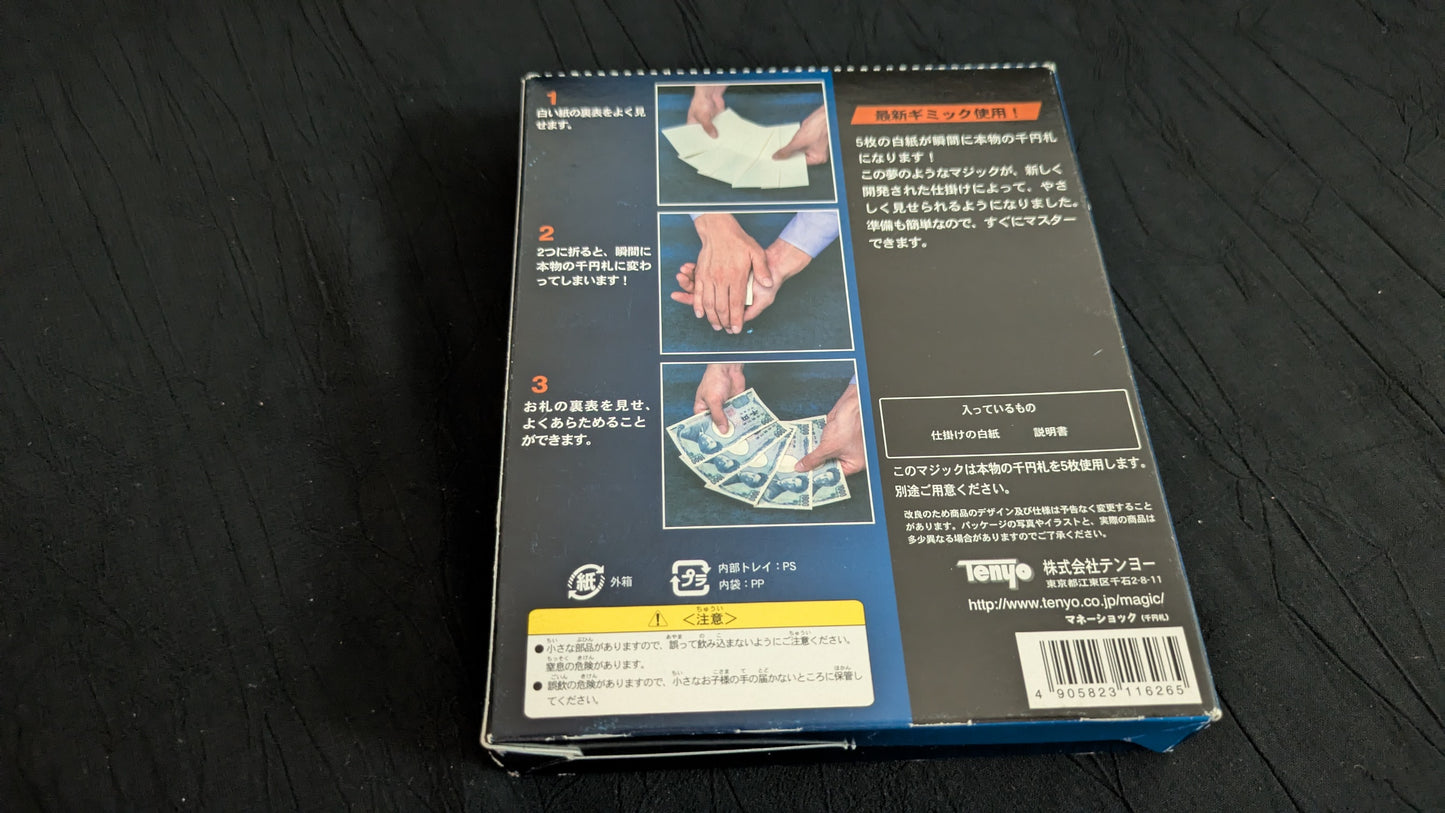 1
白い紙の裏表をよく見
せます。
2
2つに折ると、瞬間に
本物の千円札に変わ
ってしまいます！
3
お札の裏表を見せ、
よくあらためること
ができます。
紙 外箱
プラ 内部トレイ：PS
内袋：PP
⚠ ＜注意＞
ちゅうい
●小さな部品がありますので、誤って飲み込まないようにご注意ください。
窒息の危険があります。
●誤飲の危険がありますので、小さなお子様の手の届かないところに保管し
てください。
最新ギミック使用！
5枚の白紙が瞬間に本物の千円札
になります！
この夢のようなマジックが、新しく
開発された仕掛けによって、やさ
しく見せられるようになりました。
準備も簡単なので、すぐにマスター
できます。
入っているもの
仕掛けの白紙 説明書
このマジックは本物の千円札を5枚使用します。
別途ご用意ください。
改良のため商品のデザイン及び仕様は予告なく変更すること
があります。パッケージの写真やイラストと、実際の商品は
多少異なる場合がありますのでご了承ください。
Tenyo 株式会社テンヨー
東京都江東区千石2-8-11
http://www.tenyo.co.jp/magic/
マネーショック（千円札）
4 905823 116265